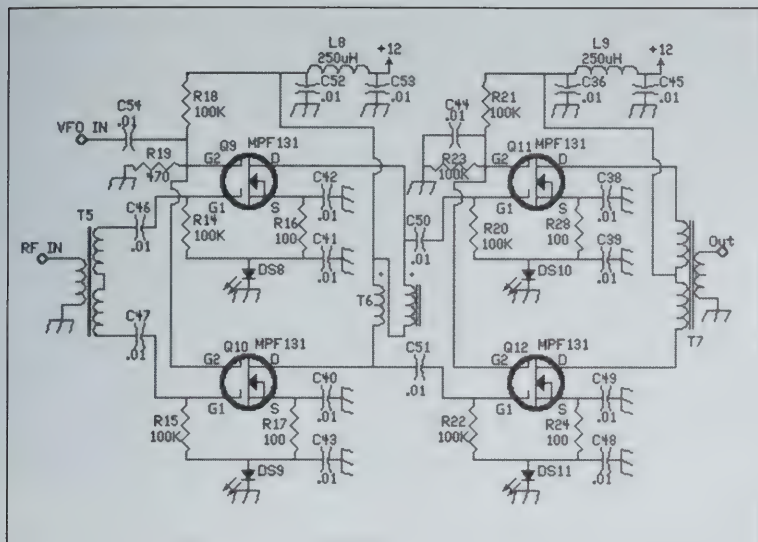 L8
250uH
+12
L9
250uH
+12
C52
.01
C53
.01
C36
.01
C45
.01
C54
.01
R18
100K
C44
.01
R21
100K
VFO IN
Q9
MPF131
Q11
MPF131
R19
470
G2
D
R23
100K
G2
D
T5
C46
.01
G1
S
C42
.01
C50
.01
G1
S
C38
.01
R14
100K
R16
100
C41
.01
R20
100K
R28
100
C39
.01
RF IN
Out
DS8
DS10
T6
C47
.01
Q10
MPF131
C51
.01
Q12
MPF131
T7
G2
D
G2
D
G1
S
C40
.01
G1
S
C49
.01
R15
100K
R17
100
C43
.01
R22
100K
R24
100
C48
.01
DS9
DS11